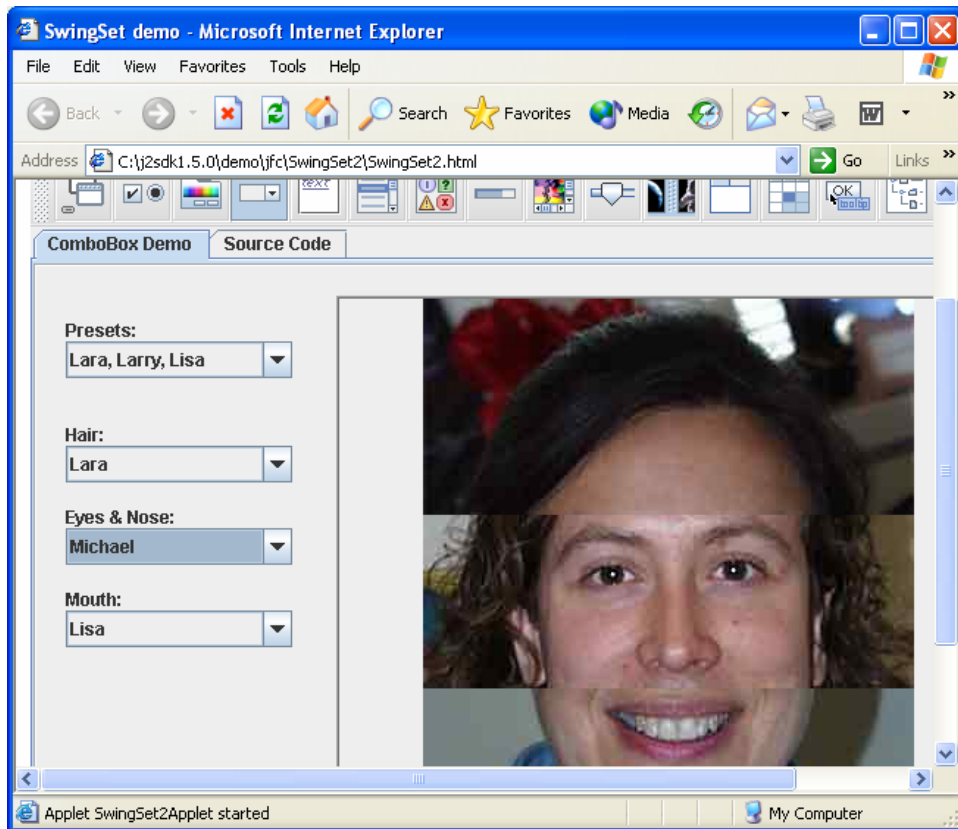 SwingSet demo - Microsoft Internet Explorer
File Edit View Favorites Tools Help
Back Search Favorites Media
Address C:\j2sdk1.5.0\demo\jfc\SwingSet2\SwingSet2.html Go Links
text OK tooltip
ComboBox Demo Source Code
Presets:
Lara, Larry, Lisa
Hair:
Lara
Eyes & Nose:
Michael
Mouth:
Lisa
Applet SwingSet2Applet started My Computer